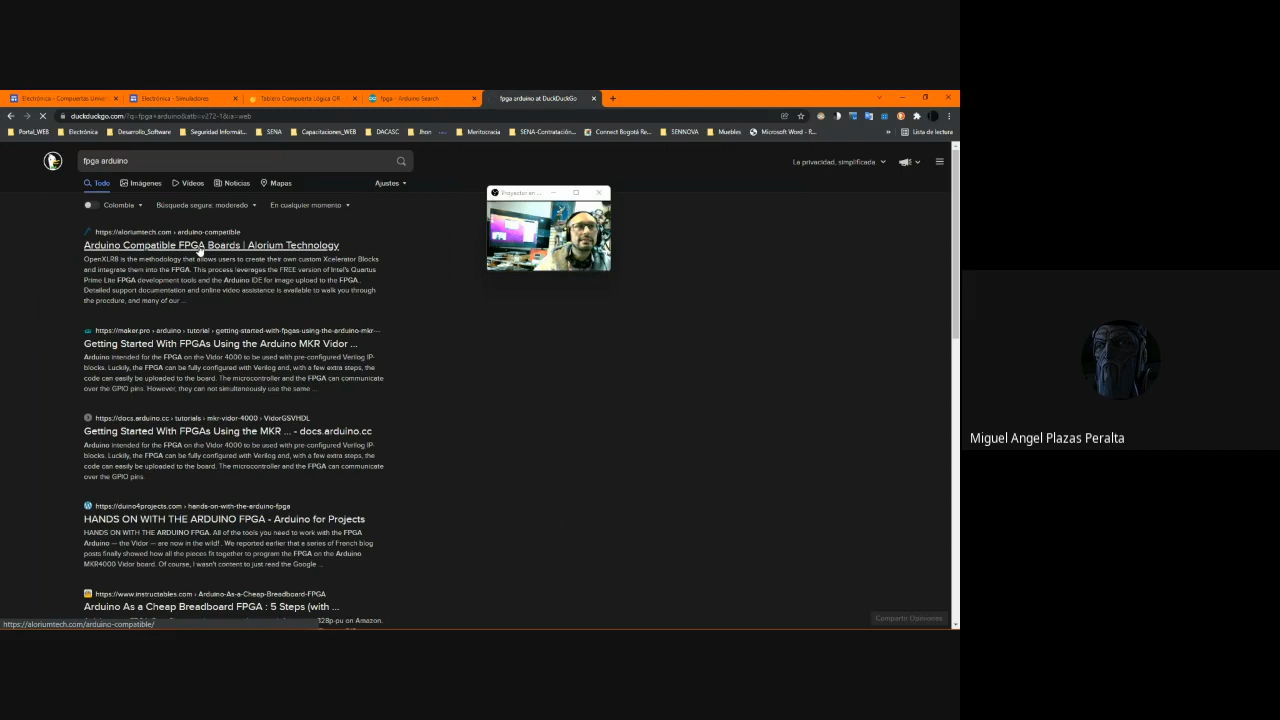 Electrónica - Compuertas Unive
Electrónica - Simuladores
Tablero Compuerta Lógica OR
fpga - Arduino Search
fpga arduino at DuckDuckGo
duckduckgo.com/?q=fpga+arduino&atb=v272-1&ia=web
Portal_WEB
Electrónica
Desarrollo_Software
Seguridad Informát...
SENA
Capacitaciones_WEB
DACASC
Jhon
Meritocracia
SENA-Contratación...
Connect Bogotá Re...
SENNOVA
Muebles
Microsoft Word - R...
»
Lista de lectura
fpga arduino
La privacidad, simplificada
Todo
Imágenes
Vídeos
Noticias
Mapas
Ajustes
Colombia
Búsqueda segura: moderado
En cualquier momento
Proyector en ...
https://aloriumtech.com › arduino-compatible
Arduino Compatible FPGA Boards | Alorium Technology
OpenXLR8 is the methodology that allows users to create their own custom Xcelerator Blocks
and integrate them into the FPGA. This process leverages the FREE version of Intel's Quartus
Prime Lite FPGA development tools and the Arduino IDE for image upload to the FPGA.
Detailed support documentation and online video assistance is available to walk you through
the procdure, and many of our ...
https://maker.pro › arduino › tutorial › getting-started-with-fpgas-using-the-arduino-mkr-...
Getting Started With FPGAs Using the Arduino MKR Vidor ...
Arduino intended for the FPGA on the Vidor 4000 to be used with pre-configured Verilog IP-
blocks. Luckily, the FPGA can be fully configured with Verilog and, with a few extra steps, the
code can easily be uploaded to the board. The microcontroller and the FPGA can communicate
over the GPIO pins. However, they can not simultaneously use the same ...
https://docs.arduino.cc › tutorials › mkr-vidor-4000 › VidorGSVHDL
Getting Started With FPGAs Using the MKR ... - docs.arduino.cc
Arduino intended for the FPGA on the Vidor 4000 to be used with pre-configured Verilog IP-
blocks. Luckily, the FPGA can be fully configured with Verilog and, with a few extra steps, the
code can easily be uploaded to the board. The microcontroller and the FPGA can communicate
over the GPIO pins.
https://duino4projects.com › hands-on-with-the-arduino-fpga
HANDS ON WITH THE ARDUINO FPGA - Arduino for Projects
HANDS ON WITH THE ARDUINO FPGA. All of the tools you need to work with the FPGA
Arduino — the Vidor — are now in the wild!. We reported earlier that a series of French blog
posts finally showed how all the pieces fit together to program the FPGA on the Arduino
MKR4000 Vidor board. Of course, I wasn't content to just read the Google ...
https://www.instructables.com › Arduino-As-a-Cheap-Breadboard-FPGA
Arduino As a Cheap Breadboard FPGA : 5 Steps (with ...
328p-pu on Amazon.
Compartir Opiniones
https://aloriumtech.com/arduino-compatible/
Miguel Angel Plazas Peralta